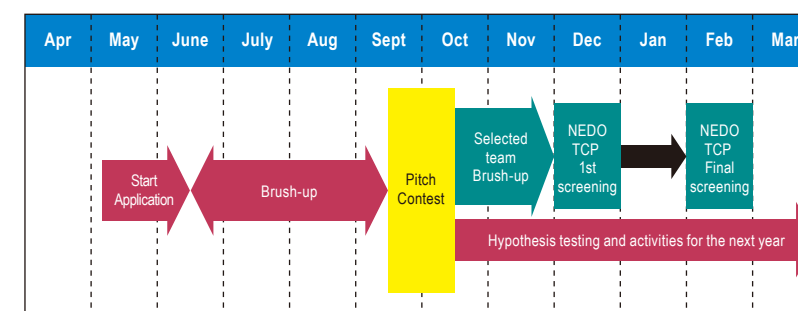 Apr May June July Aug Sept Oct Nov Dec Jan Feb Mar
Start
Application
Brush-up
Pitch
Contest
Selected
team
Brush-up
NEDO
TCP
1st
screening
NEDO
TCP
Final
screening
Hypothesis testing and activities for the next year